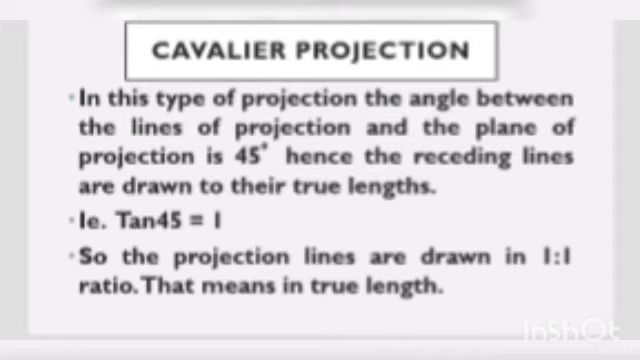 CAVALIER PROJECTION
• In this type of projection the angle between
the lines of projection and the plane of
projection is 45° hence the receding lines
are drawn to their true lengths.
• Ie. Tan45 = 1
• So the projection lines are drawn in 1:1
ratio. That means in true length.
InShOt